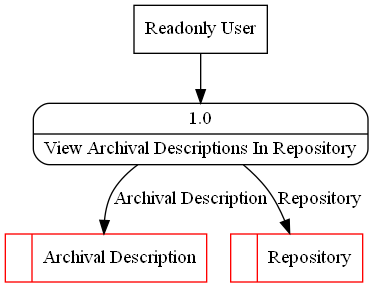 Readonly User
1.0
View Archival Descriptions In Repository
Archival Description
Repository
Archival Description
Repository